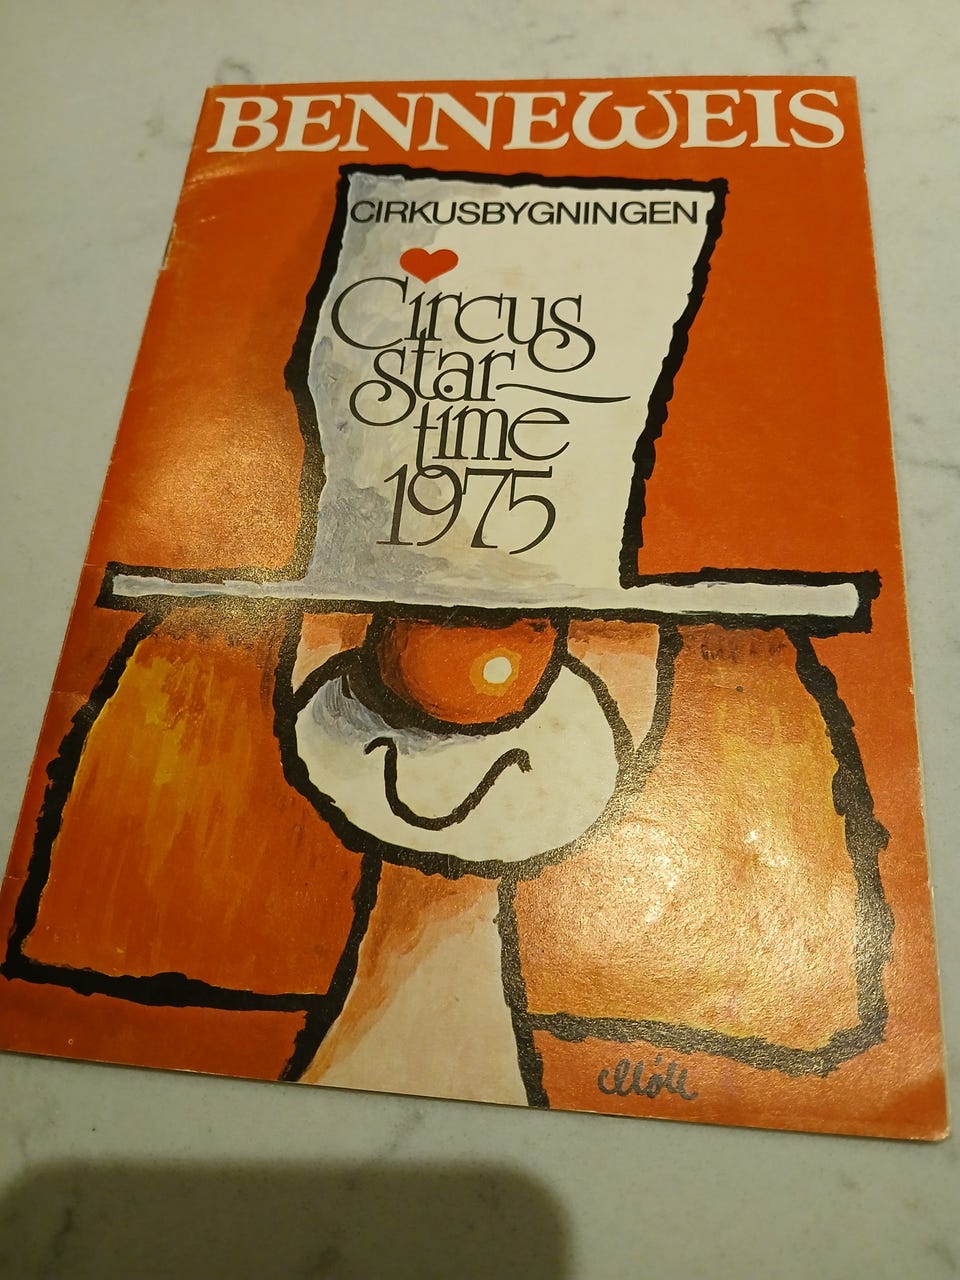 BENNEWEIS
CIRKUSBYGNINGEN
Circus
star
time
1975